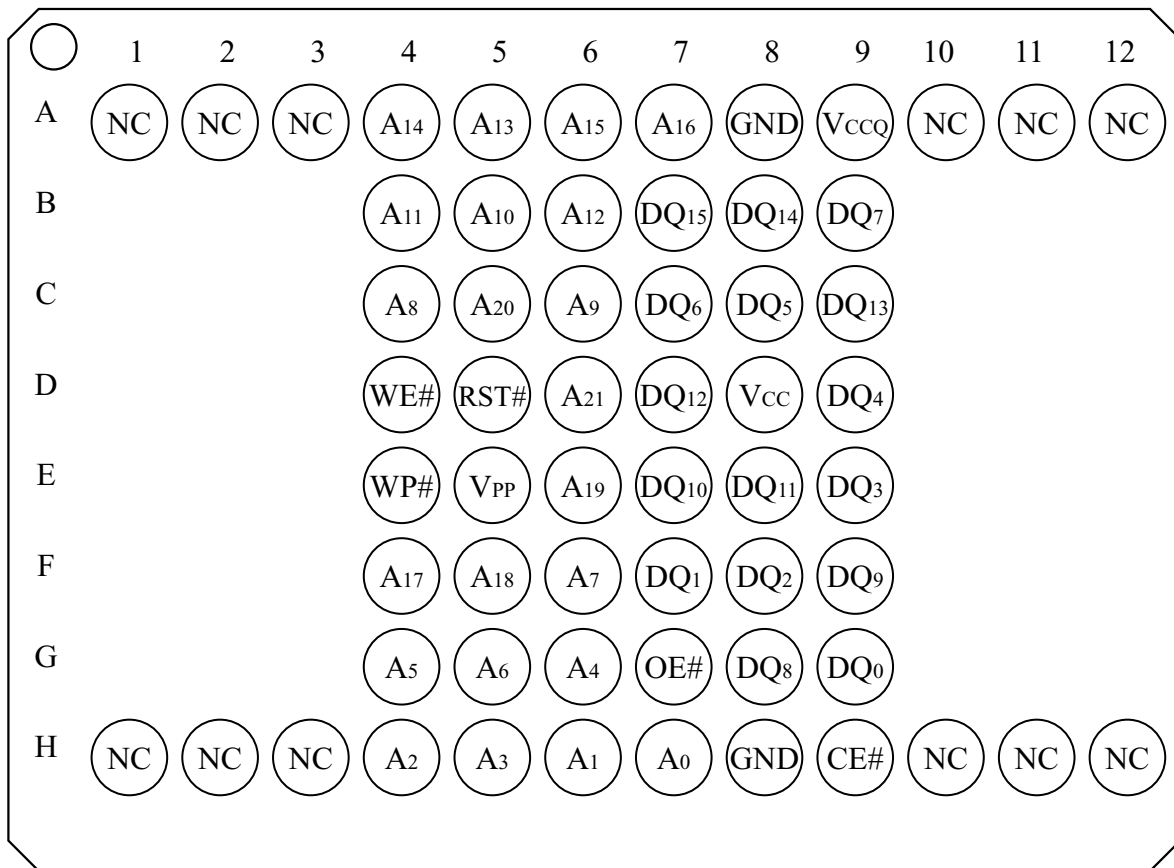 1 2 3 4 5 6 7 8 9 10 11 12
A NC NC NC A14 A13 A15 A16 GND VCCQ NC NC NC
B A11 A10 A12 DQ15 DQ14 DQ7
C A8 A20 A9 DQ6 DQ5 DQ13
D WE# RST# A21 DQ12 VCC DQ4
E WP# VPP A19 DQ10 DQ11 DQ3
F A17 A18 A7 DQ1 DQ2 DQ9
G A5 A6 A4 OE# DQ8 DQ0
H NC NC NC A2 A3 A1 A0 GND CE# NC NC NC